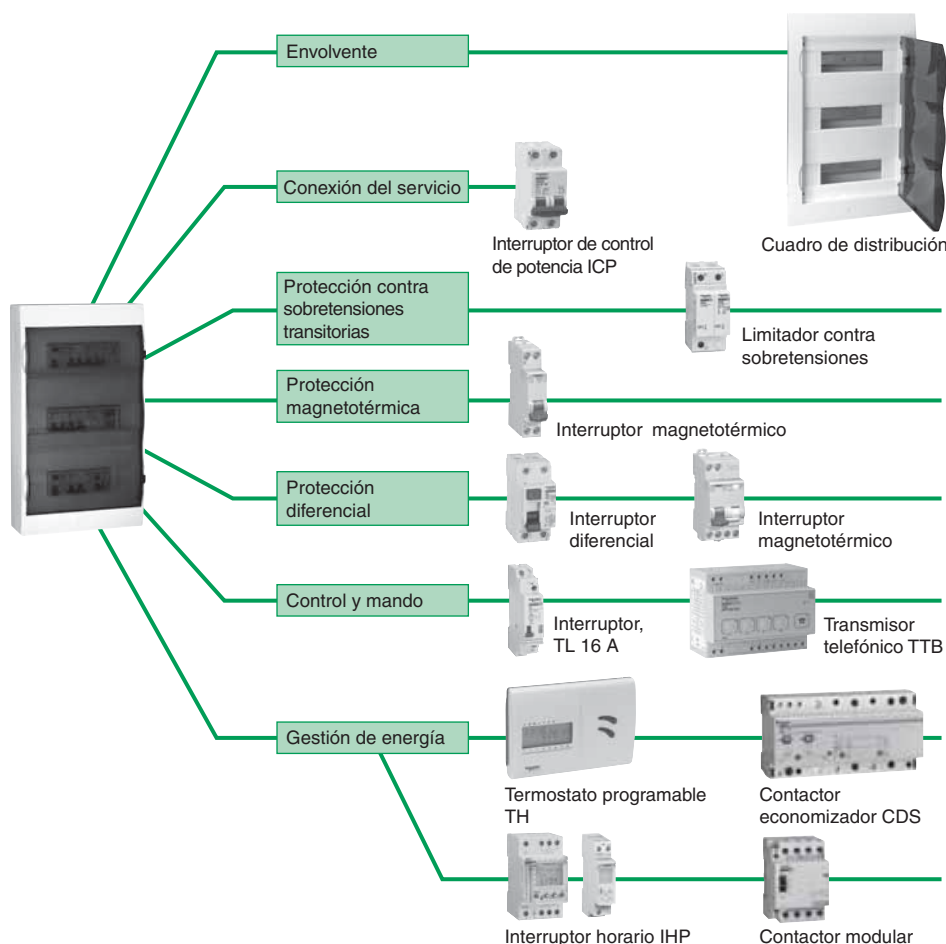 Envolvente
Cuadro de distribución
Conexión del servicio
Interruptor de control
de potencia ICP
Protección contra
sobretensiones
transitorias
Limitador contra
sobretensiones
Protección
magnetotérmica
Interruptor magnetotérmico
Protección
diferencial
Interruptor
diferencial
Interruptor
magnetotérmico
Control y mando
Interruptor,
TL 16 A
Transmisor
telefónico TTB
Gestión de energía
Termostato programable
TH
Contactor
economizador CDS
Interruptor horario IHP
Contactor modular